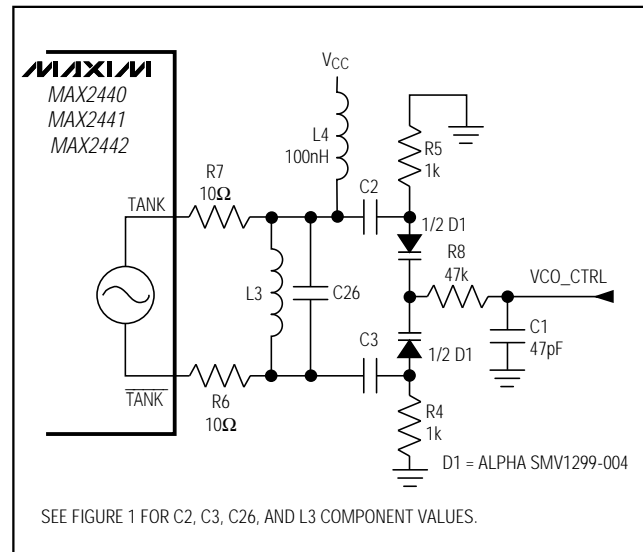 MAXIM
MAX2440
MAX2441
MAX2442
VCC
L4
100nH
R5
1k
R7
10Ω
C2
TANK
1/2 D1
R8
47k
VCO_CTRL
L3
C26
C3
1/2 D1
C1
47pF
TANK
R6
10Ω
R4
1k
D1 = ALPHA SMV1299-004
SEE FIGURE 1 FOR C2, C3, C26, AND L3 COMPONENT VALUES.